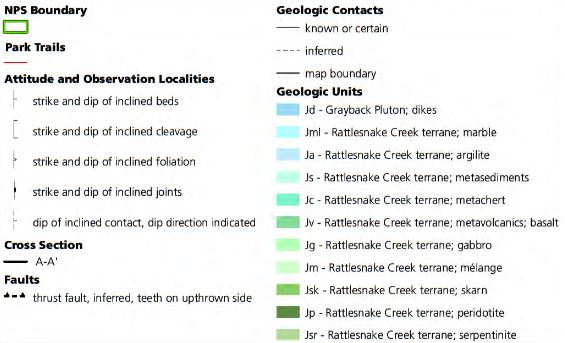 NPS Boundary
Park Trails
Attitude and Observation Localities
strike and dip of inclined beds
strike and dip of inclined cleavage
strike and dip of inclined foliation
strike and dip of inclined joints
dip of inclined contact, dip direction indicated
Cross Section
A-A'
Faults
thrust fault, inferred, teeth on upthrown side
Geologic Contacts
known or certain
inferred
map boundary
Geologic Units
Jd - Grayback Pluton; dikes
Jml - Rattlesnake Creek terrane; marble
Ja - Rattlesnake Creek terrane; argilite
Js - Rattlesnake Creek terrane; metasediments
Jc - Rattlesnake Creek terrane; metachert
Jv - Rattlesnake Creek terrane; metavolcanics; basalt
Jg - Rattlesnake Creek terrane; gabbro
Jm - Rattlesnake Creek terrane; mélange
Jsk - Rattlesnake Creek terrane; skarn
Jp - Rattlesnake Creek terrane; peridotite
Jsr - Rattlesnake Creek terrane; serpentinite